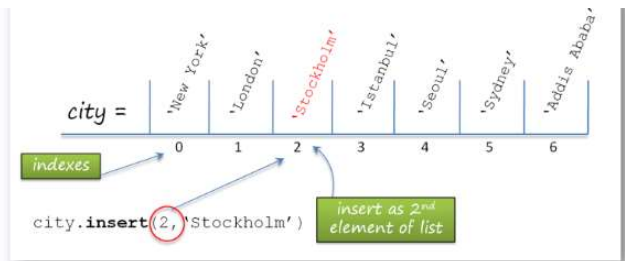 city =
'New York'
'London'
'Stockholm'
'Istanbul'
'Seoul'
'Sydney'
'Addis Ababa'
0 1 2 3 4 5 6
indexes
city.insert(2,'Stockholm')
insert as 2nd
element of list